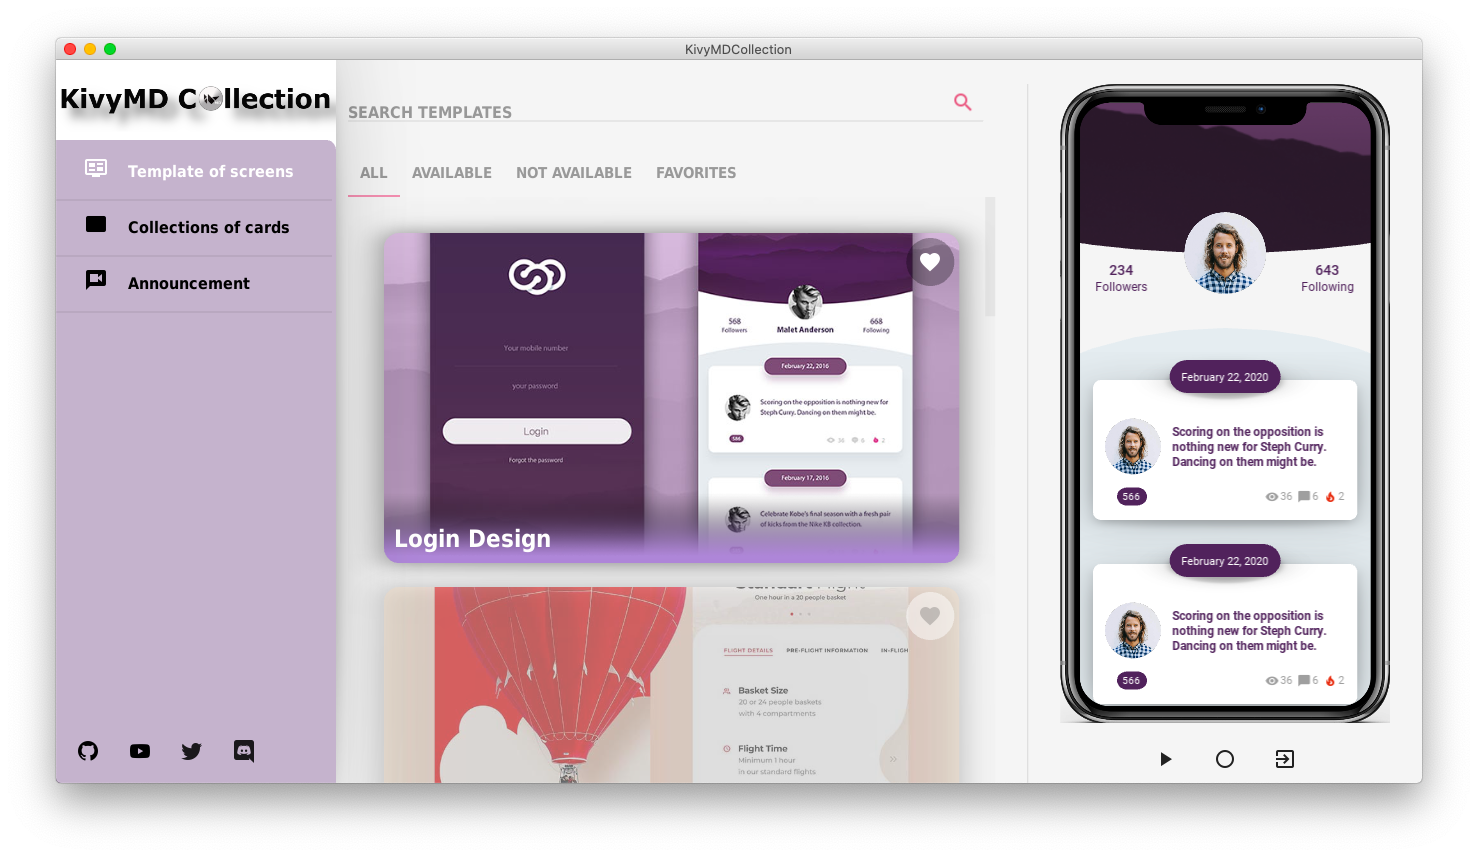 KivyMDCollection
KivyMD Collection
Template of screens
Collections of cards
Announcement
SEARCH TEMPLATES
ALL AVAILABLE NOT AVAILABLE FAVORITES
Your mobile number
your password
Login
Forgot the password
568
Followers
Malet Anderson
668
Following
February 22, 2016
Scoring on the opposition is nothing new for
Steph Curry. Dancing on them might be.
566
36 6 2
February 17, 2016
Celebrate Kobe's final season with a fresh pair
of kicks from the Nike KB collection.
Login Design
Standart Flight
One hour in a 20 people basket
FLIGHT DETAILS PRE-FLIGHT INFORMATION IN-FLIGH
Basket Size
20 or 24 people baskets
with 4 compartments
Flight Time
Minimum 1 hour
in our standard flights
234
Followers
643
Following
February 22, 2020
Scoring on the opposition is
nothing new for Steph Curry.
Dancing on them might be.
566 36 6 2
February 22, 2020
Scoring on the opposition is
nothing new for Steph Curry.
Dancing on them might be.
566 36 6 2